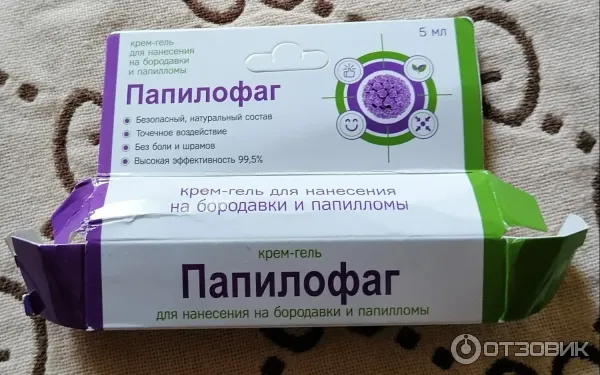 крем-гель
для нанесения
на бородавки
и папилломы
5 мл
Папилофаг
• Безопасный, натуральный состав
• Точечное воздействие
• Без боли и шрамов
• Высокая эффективность 99,5%
крем-гель для нанесения
на бородавки и папилломы
крем-гель
Папилофаг
для нанесения на бородавки и папилломы
ОТЗОВИК